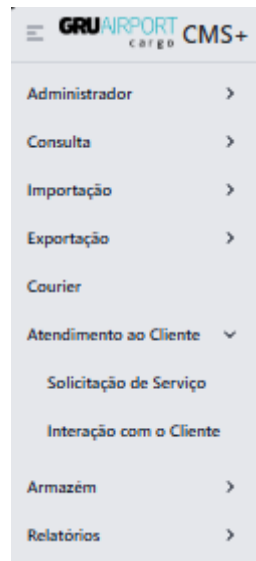 GRUAIRPORT
cargo CMS+
Administrador
Consulta
Importação
Exportação
Courier
Atendimento ao Cliente
Solicitação de Serviço
Interação com o Cliente
Armazém
Relatórios